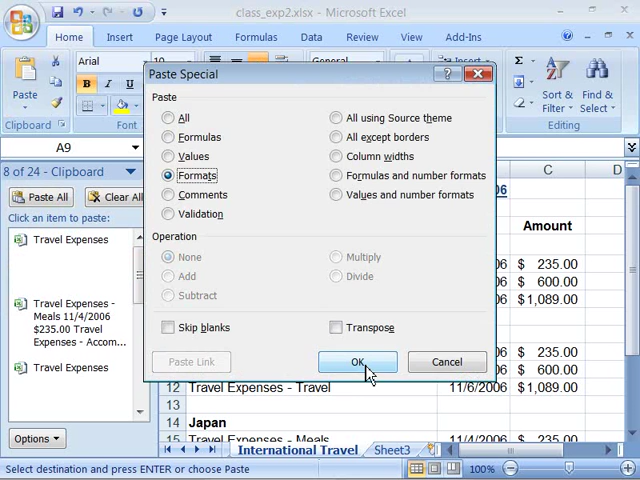 class_exp2.xlsx - Microsoft Excel
Home Insert Page Layout Formulas Data Review View Add-Ins
Paste
Clipboard
Arial 10
B I U
Font
General
Insert
Σ
Sort & Filter
Find & Select
Editing
A9
Paste Special
Paste
All
Formulas
Values
Formats
Comments
Validation
All using Source theme
All except borders
Column widths
Formulas and number formats
Values and number formats
Operation
None
Add
Subtract
Multiply
Divide
Skip blanks
Transpose
Paste Link
OK
Cancel
8 of 24 - Clipboard
Paste All Clear All
Click an item to paste:
Travel Expenses
Travel Expenses -
Meals 11/4/2006
$235.00 Travel
Expenses - Accom...
Travel Expenses
Options
C D
Amount
$ 235.00
$ 600.00
$1,089.00
$ 235.00
$ 600.00
12 Travel Expenses - Travel 11/6/2006 $1,089.00
13
14 Japan
15 Travel Expenses - Meals 11/4/2006 $ 235.00
International Travel Sheet3
Select destination and press ENTER or choose Paste
100%